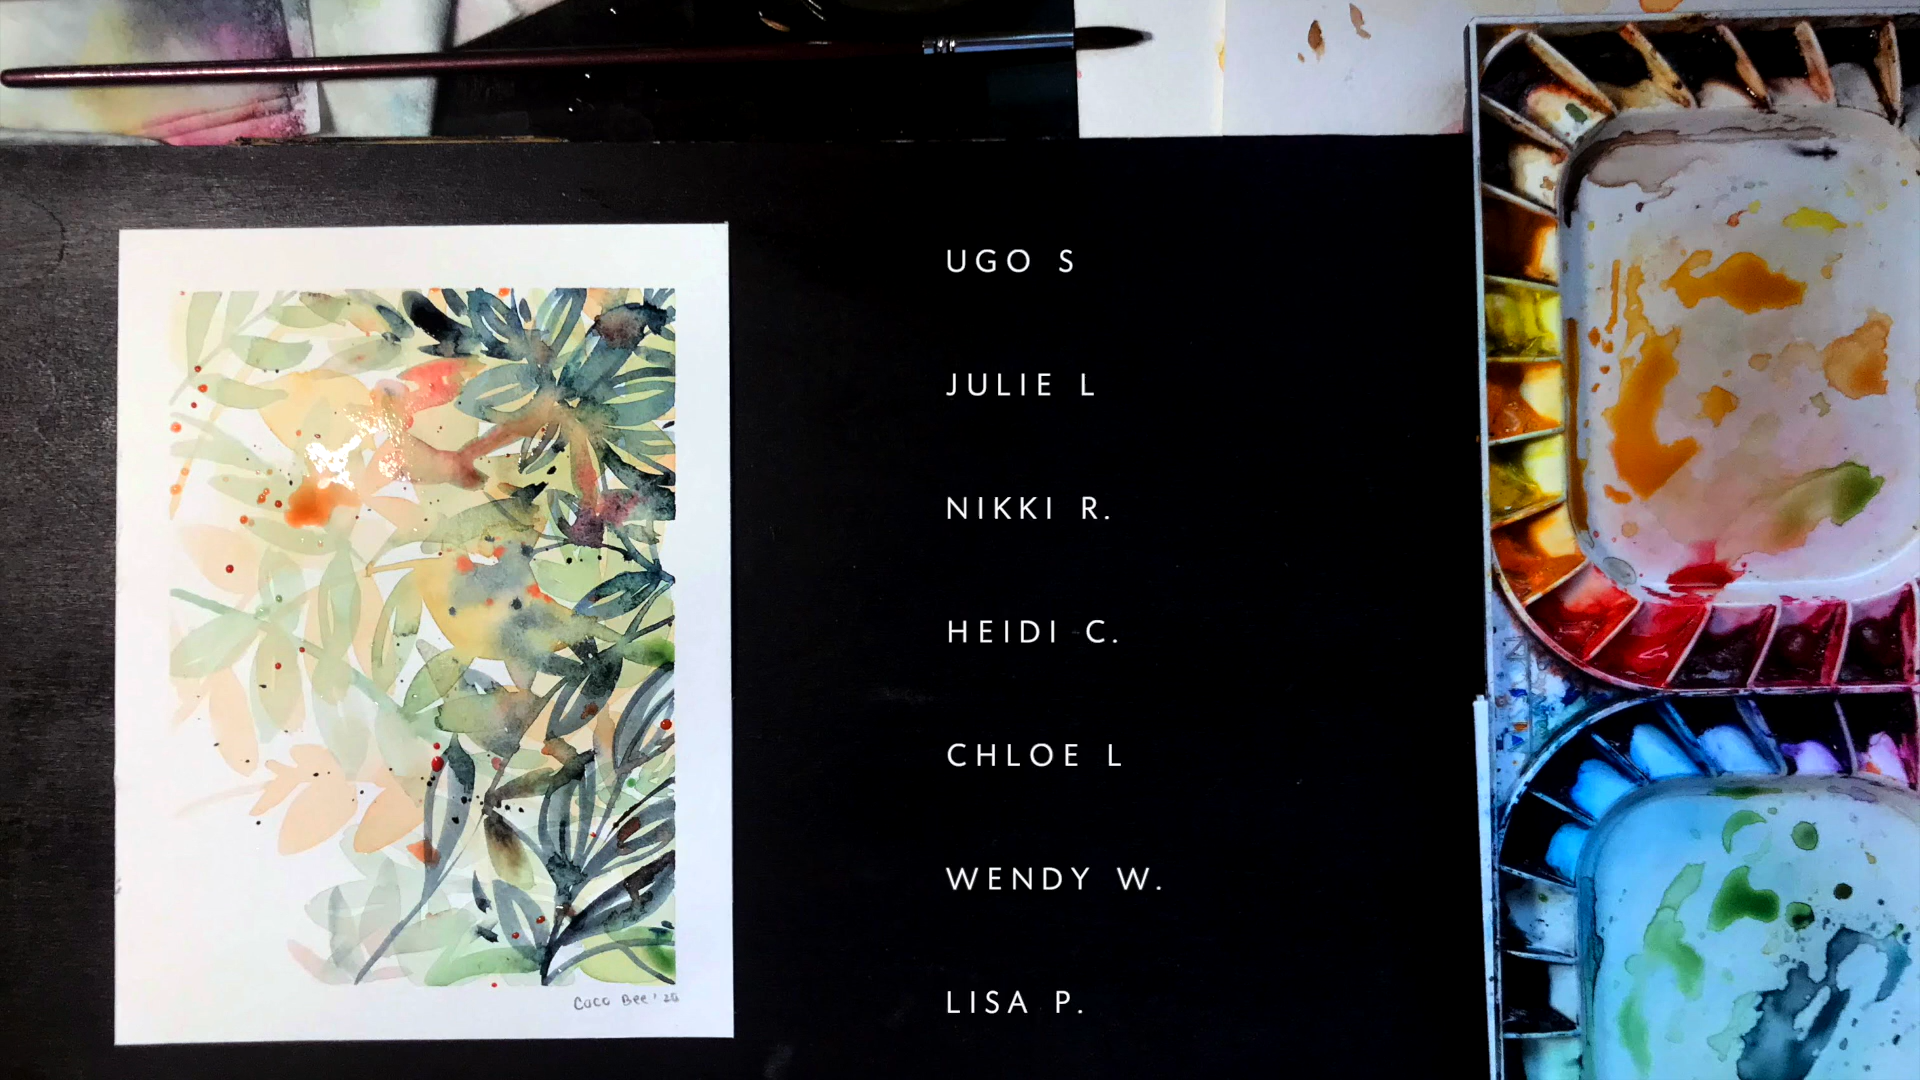 UGO S
JULIE L
NIKKI R.
HEIDI C.
CHLOE L
WENDY W.
LISA P.
Coco Bee '20